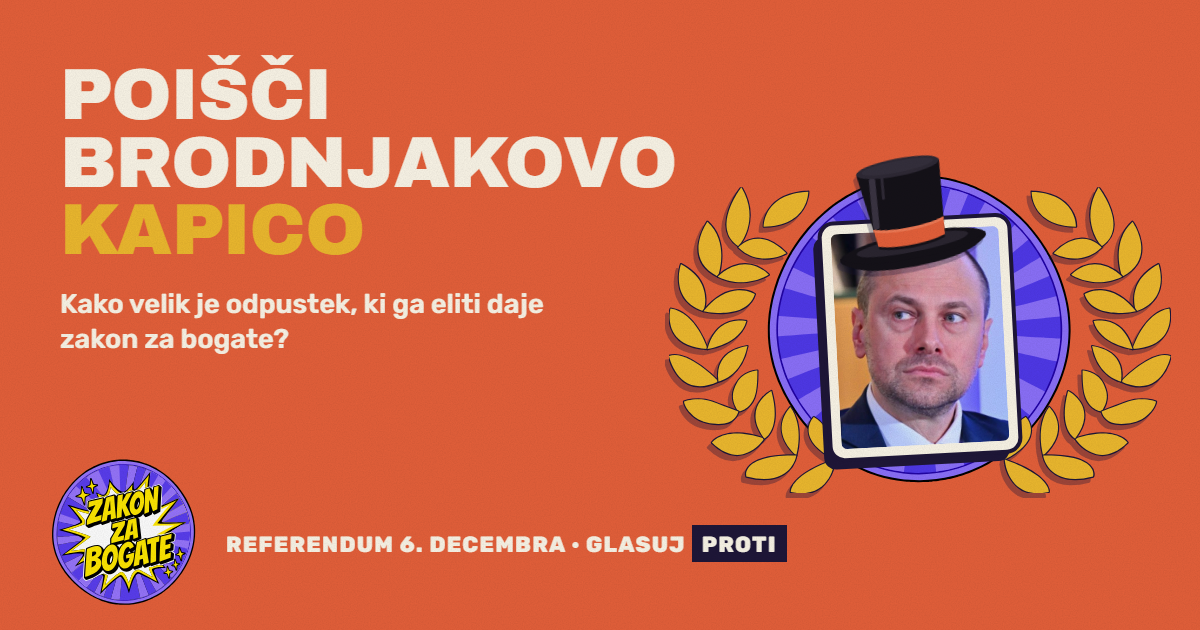 POIŠČI
BRODNJAKOVO
KAPICO
Kako velik je odpustek, ki ga eliti daje
zakon za bogate?
ZAKON
ZA
BOGATE
REFERENDUM 6. DECEMBRA • GLASUJ PROTI